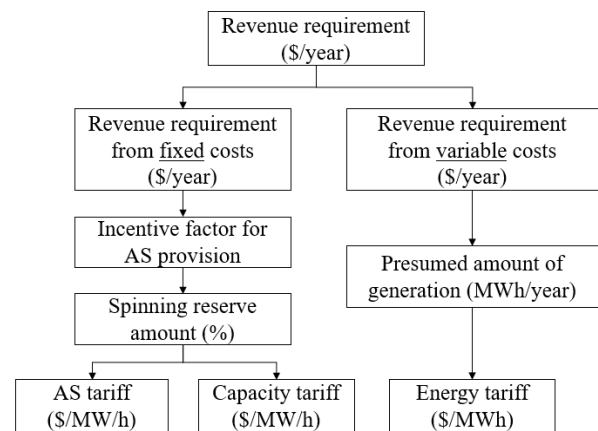 Revenue requirement
($/year)
Revenue requirement
from fixed costs
($/year)
Revenue requirement
from variable costs
($/year)
Incentive factor for
AS provision
Presumed amount of
generation (MWh/year)
Spinning reserve
amount (%)
AS tariff
($/MW/h)
Capacity tariff
($/MW/h)
Energy tariff
($/MWh)